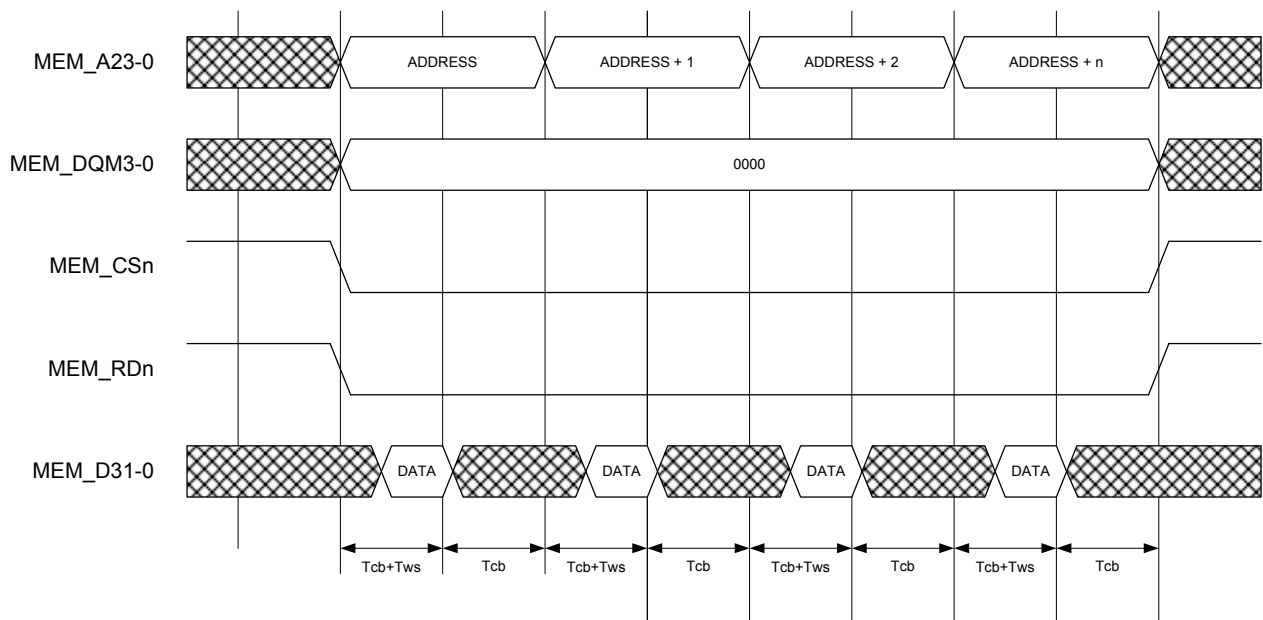 MEM_A23-0
ADDRESS
ADDRESS + 1
ADDRESS + 2
ADDRESS + n
MEM_DQM3-0
0000
MEM_CSn
MEM_RDn
MEM_D31-0
DATA
DATA
DATA
DATA
Tcb+Tws
Tcb
Tcb+Tws
Tcb
Tcb+Tws
Tcb
Tcb+Tws
Tcb